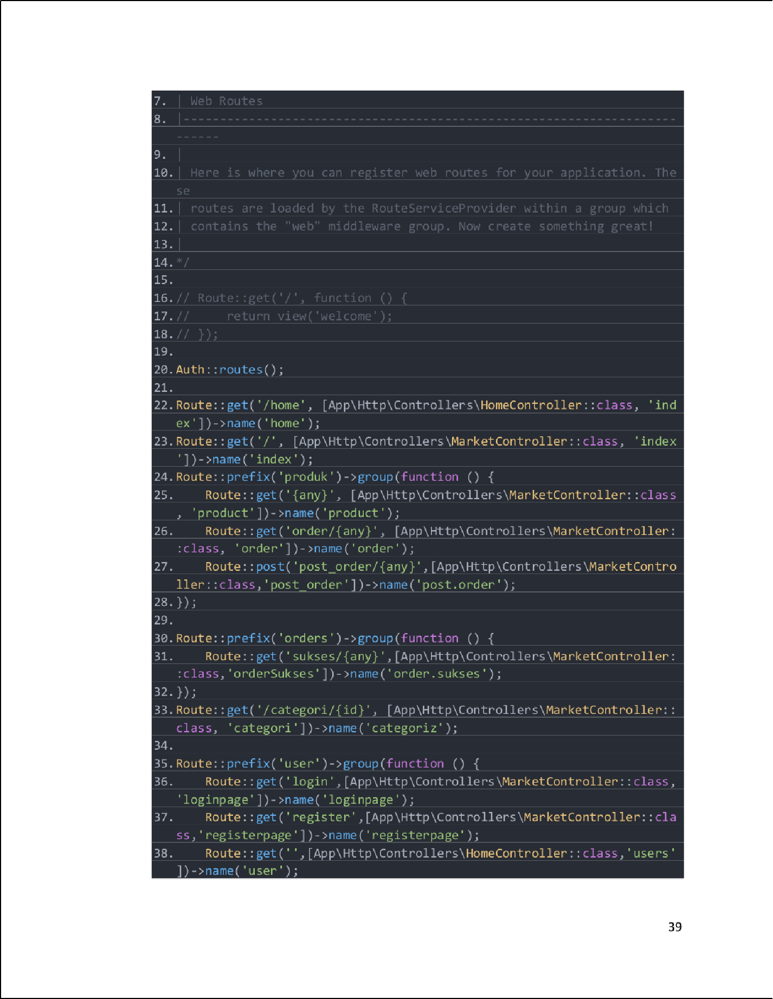 7. | Web Routes
8. |--------------------------------------------------------------------
------
9. |
10. | Here is where you can register web routes for your application. The
se
11. | routes are loaded by the RouteServiceProvider within a group which
12. | contains the "web" middleware group. Now create something great!
13. |
14. */
15.
16. // Route::get('/', function () {
17. //     return view('welcome');
18. // });
19.
20. Auth::routes();
21.
22. Route::get('/home', [App\Http\Controllers\HomeController::class, 'ind
ex'])->name('home');
23. Route::get('/', [App\Http\Controllers\MarketController::class, 'index
'])->name('index');
24. Route::prefix('produk')->group(function () {
25.     Route::get('{any}', [App\Http\Controllers\MarketController::class
, 'product'])->name('product');
26.     Route::get('order/{any}', [App\Http\Controllers\MarketController:
:class, 'order'])->name('order');
27.     Route::post('post_order/{any}',[App\Http\Controllers\MarketContro
ller::class,'post_order'])->name('post.order');
28. });
29.
30. Route::prefix('orders')->group(function () {
31.     Route::get('sukses/{any}',[App\Http\Controllers\MarketController:
:class,'orderSukses'])->name('order.sukses');
32. });
33. Route::get('/categori/{id}', [App\Http\Controllers\MarketController::
class, 'categori'])->name('categoriz');
34.
35. Route::prefix('user')->group(function () {
36.     Route::get('login',[App\Http\Controllers\MarketController::class,
'loginpage'])->name('loginpage');
37.     Route::get('register',[App\Http\Controllers\MarketController::cla
ss,'registerpage'])->name('registerpage');
38.     Route::get('',[App\Http\Controllers\HomeController::class,'users'
])->name('user');
39